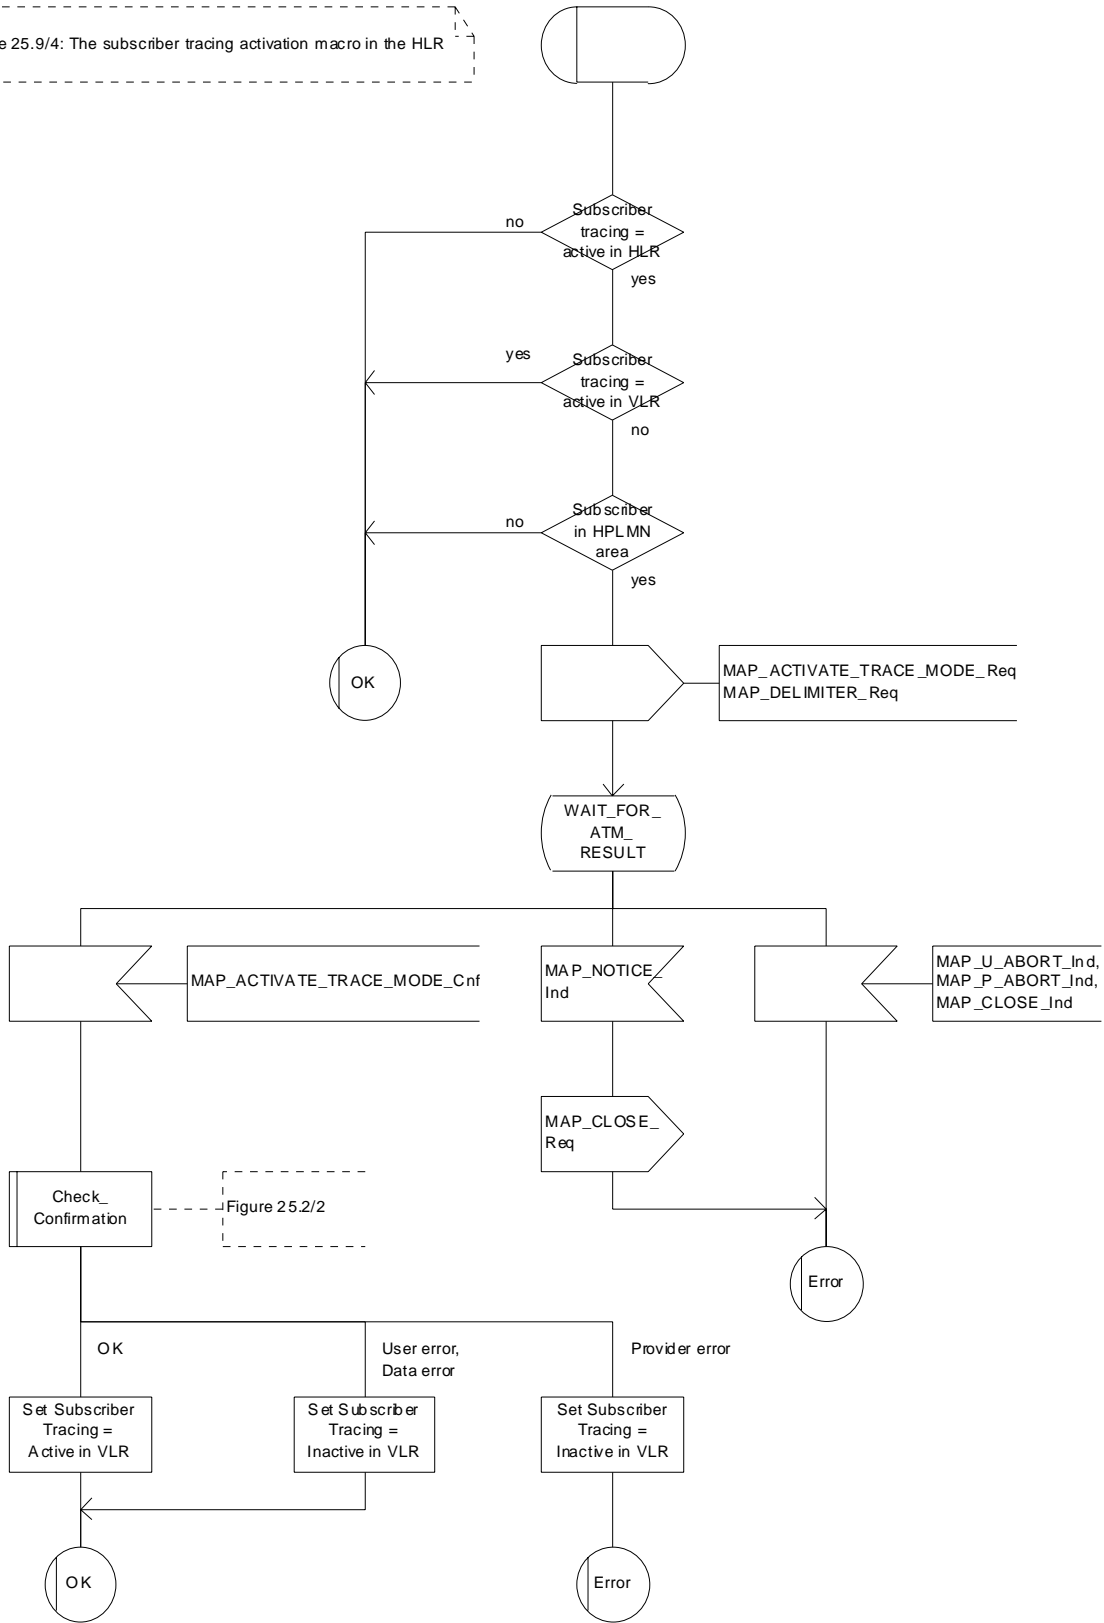 e 25.9/4: The subscriber tracing activation macro in the HLR
Subscriber
tracing =
active in HLR
no
yes
Subscriber
tracing =
active in VLR
yes
no
Subscriber
in HPLMN
area
no
yes
OK
MAP_ACTIVATE_TRACE_MODE_Req
MAP_DELIMITER_Req
WAIT_FOR_
ATM_
RESULT
MAP_ACTIVATE_TRACE_MODE_Cnf
MAP_NOTICE_
Ind
MAP_U_ABORT_Ind,
MAP_P_ABORT_Ind,
MAP_CLOSE_Ind
MAP_CLOSE_
Req
Check_
Confirmation
Figure 25.2/2
Error
OK
User error,
Data error
Provider error
Set Subscriber
Tracing =
Active in VLR
Set Subscriber
Tracing =
Inactive in VLR
Set Subscriber
Tracing =
Inactive in VLR
OK
Error